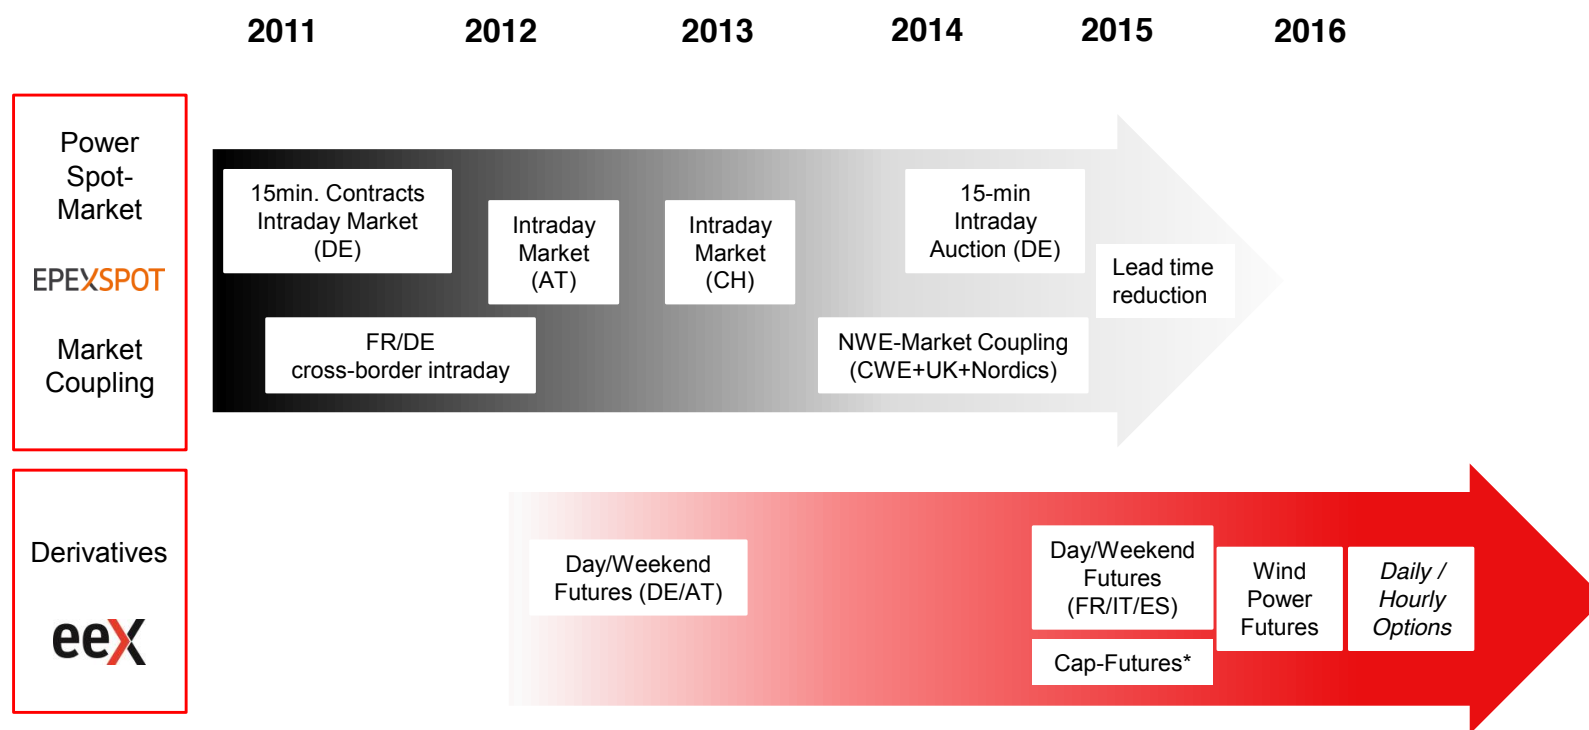 2011 2012 2013 2014 2015 2016
Power
Spot-
Market
EPEXSPOT
Market
Coupling
15min. Contracts
Intraday Market
(DE)
Intraday
Market
(AT)
Intraday
Market
(CH)
15-min
Intraday
Auction (DE)
Lead time
reduction
FR/DE
cross-border intraday
NWE-Market Coupling
(CWE+UK+Nordics)
Derivatives
eex
Day/Weekend
Futures (DE/AT)
Day/Weekend
Futures
(FR/IT/ES)
Cap-Futures*
Wind
Power
Futures
Daily /
Hourly
Options